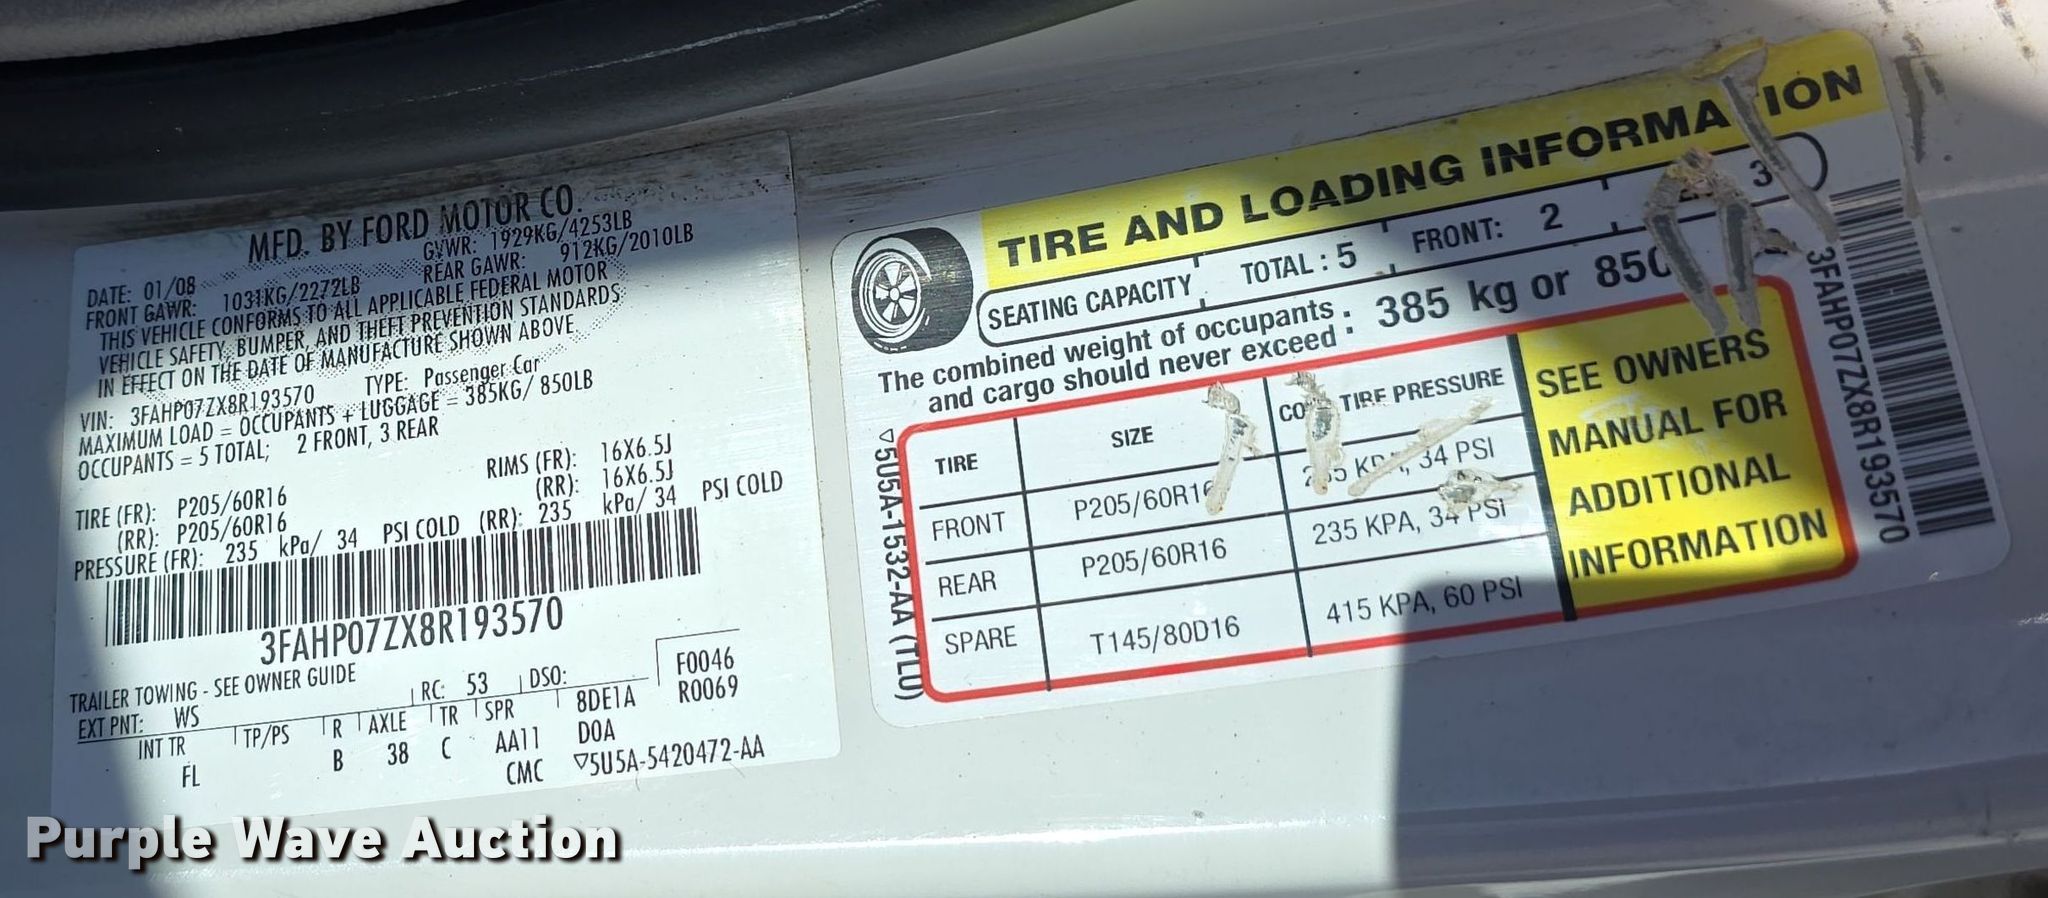 MFD. BY FORD MOTOR CO.
DATE: 01/08 GVWR: 1929KG/4253LB
FRONT GAWR: 1031KG/2272LB REAR GAWR: 912KG/2010LB
THIS VEHICLE CONFORMS TO ALL APPLICABLE FEDERAL MOTOR
VEHICLE SAFETY, BUMPER, AND THEFT PREVENTION STANDARDS
IN EFFECT ON THE DATE OF MANUFACTURE SHOWN ABOVE
VIN: 3FAHP07ZX8R193570 TYPE: Passenger Car
MAXIMUM LOAD = OCCUPANTS + LUGGAGE = 385KG/ 850LB
OCCUPANTS = 5 TOTAL; 2 FRONT, 3 REAR
RIMS (FR): 16X6.5J
TIRE (FR): P205/60R16 (RR): 16X6.5J
(RR): P205/60R16
PRESSURE (FR): 235 kPa/ 34 PSI COLD (RR): 235 kPa/ 34 PSI COLD
3FAHP07ZX8R193570
TRAILER TOWING - SEE OWNER GUIDE
F0046
R0069
EXT PNT: WS RC: 53 DSO:
INT TR TP/PS R AXLE TR SPR 8DE1A
FL B 38 C AA11 D0A
CMC ▽5U5A-5420472-AA
TIRE AND LOADING INFORMA ION
SEATING CAPACITY TOTAL : 5 FRONT: 2 3
The combined weight of occupants
and cargo should never exceed : 385 kg or 850
TIRE SIZE TIRE PRESSURE
FRONT P205/60R16 34 PSI
REAR P205/60R16 235 KPA, 34 PSI
SPARE T145/80D16 415 KPA, 60 PSI
SEE OWNERS
MANUAL FOR
ADDITIONAL
INFORMATION
▽5U5A-1532-AA (TLU)
3FAHP07ZX8R193570
Purple Wave Auction